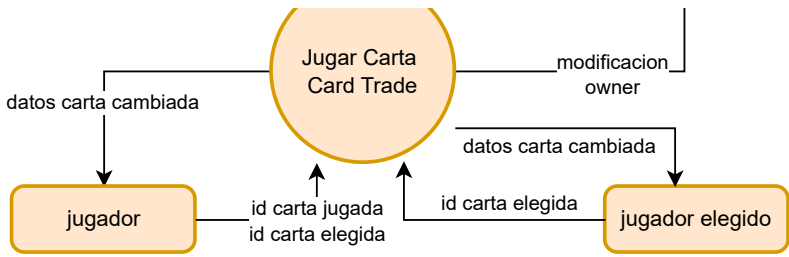 Jugar Carta
Card Trade
modificacion
owner
datos carta cambiada
datos carta cambiada
id carta jugada
id carta elegida
id carta elegida
jugador
jugador elegido